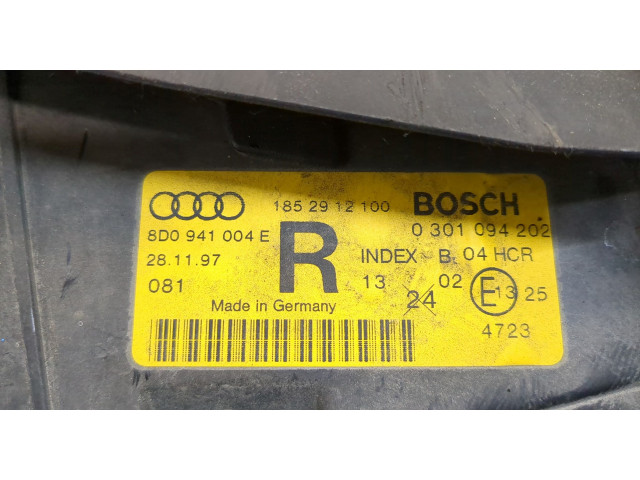 185 29 12 100 BOSCH
8D0 941 004 E R 0 301 094 202
28.11.97 INDEX - B. 04 HCR
081 13 24 02 E 13 25
Made in Germany 4723